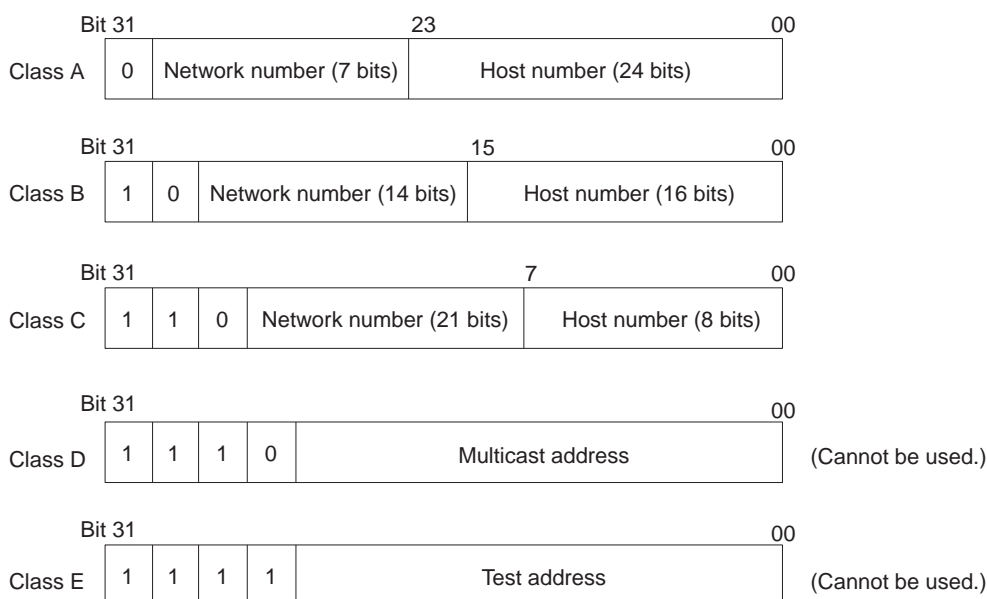 Bit 31 23 00
Class A 0 Network number (7 bits) Host number (24 bits)
Bit 31 15 00
Class B 1 0 Network number (14 bits) Host number (16 bits)
Bit 31 7 00
Class C 1 1 0 Network number (21 bits) Host number (8 bits)
Bit 31 00
Class D 1 1 1 0 Multicast address (Cannot be used.)
Bit 31 00
Class E 1 1 1 1 Test address (Cannot be used.)